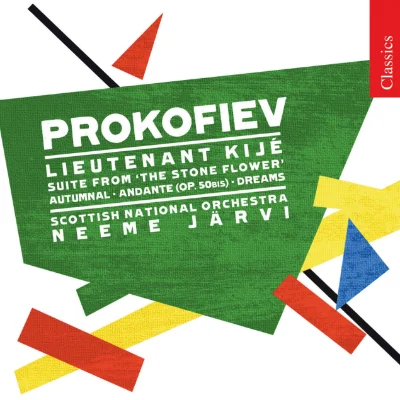 Classics
PROKOFIEV
LIEUTENANT KIJÉ
SUITE FROM 'THE STONE FLOWER'
AUTUMNAL · ANDANTE (OP. 50BIS) · DREAMS
SCOTTISH NATIONAL ORCHESTRA
NEEME JÄRVI